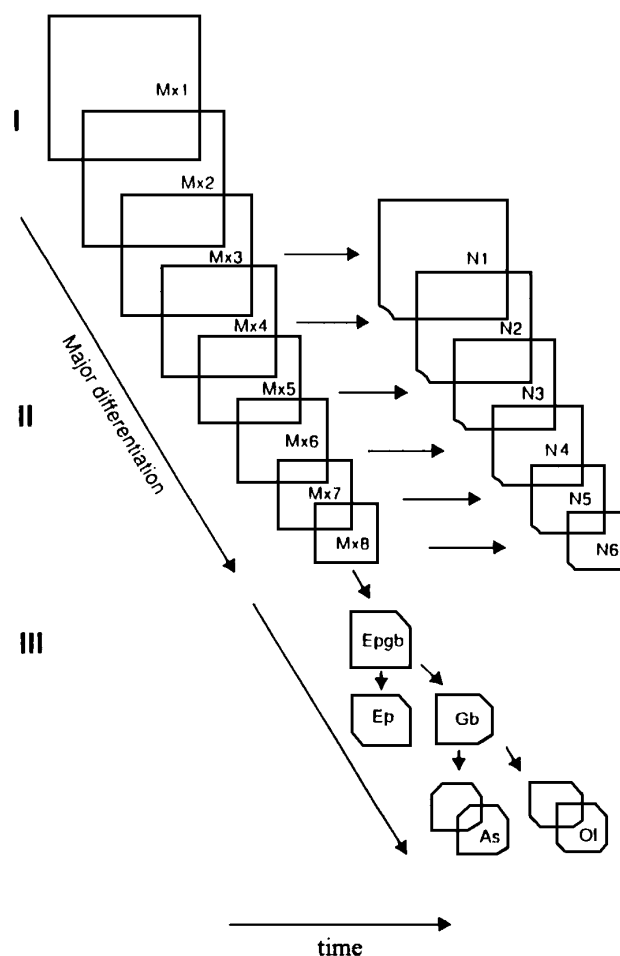 Mx1
I
Mx2
Mx3
N1
Mx4
N2
Major differentiation
Mx5
N3
II
Mx6
N4
Mx7
N5
Mx8
N6
III
Epgb
Ep
Gb
As
Ol
time